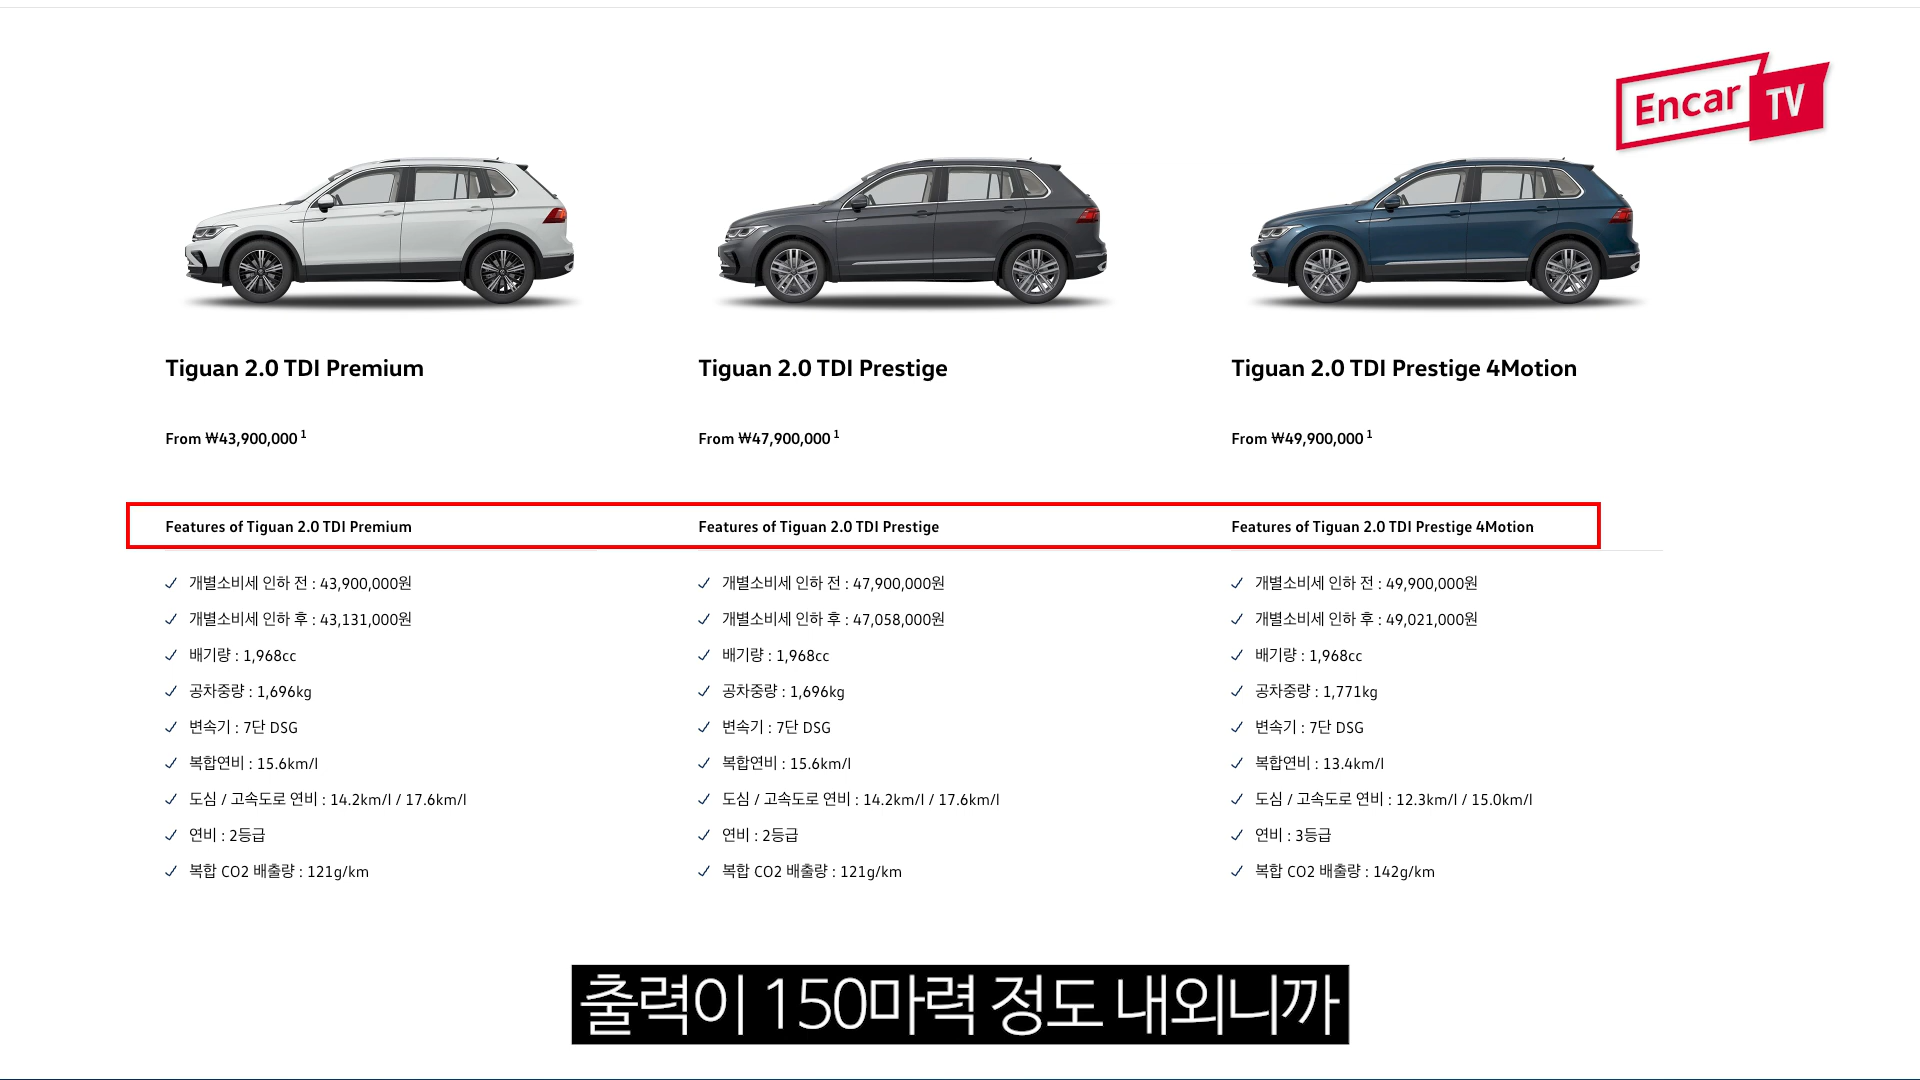 Encar TV
Tiguan 2.0 TDI Premium
From ₩43,900,000 1
Features of Tiguan 2.0 TDI Premium
개별소비세 인하 전 : 43,900,000원
개별소비세 인하 후 : 43,131,000원
배기량 : 1,968cc
공차중량 : 1,696kg
변속기 : 7단 DSG
복합연비 : 15.6km/l
도심 / 고속도로 연비 : 14.2km/l / 17.6km/l
연비 : 2등급
복합 CO2 배출량 : 121g/km
Tiguan 2.0 TDI Prestige
From ₩47,900,000 1
Features of Tiguan 2.0 TDI Prestige
개별소비세 인하 전 : 47,900,000원
개별소비세 인하 후 : 47,058,000원
배기량 : 1,968cc
공차중량 : 1,696kg
변속기 : 7단 DSG
복합연비 : 15.6km/l
도심 / 고속도로 연비 : 14.2km/l / 17.6km/l
연비 : 2등급
복합 CO2 배출량 : 121g/km
Tiguan 2.0 TDI Prestige 4Motion
From ₩49,900,000 1
Features of Tiguan 2.0 TDI Prestige 4Motion
개별소비세 인하 전 : 49,900,000원
개별소비세 인하 후 : 49,021,000원
배기량 : 1,968cc
공차중량 : 1,771kg
변속기 : 7단 DSG
복합연비 : 13.4km/l
도심 / 고속도로 연비 : 12.3km/l / 15.0km/l
연비 : 3등급
복합 CO2 배출량 : 142g/km
출력이 150마력 정도 내외니까